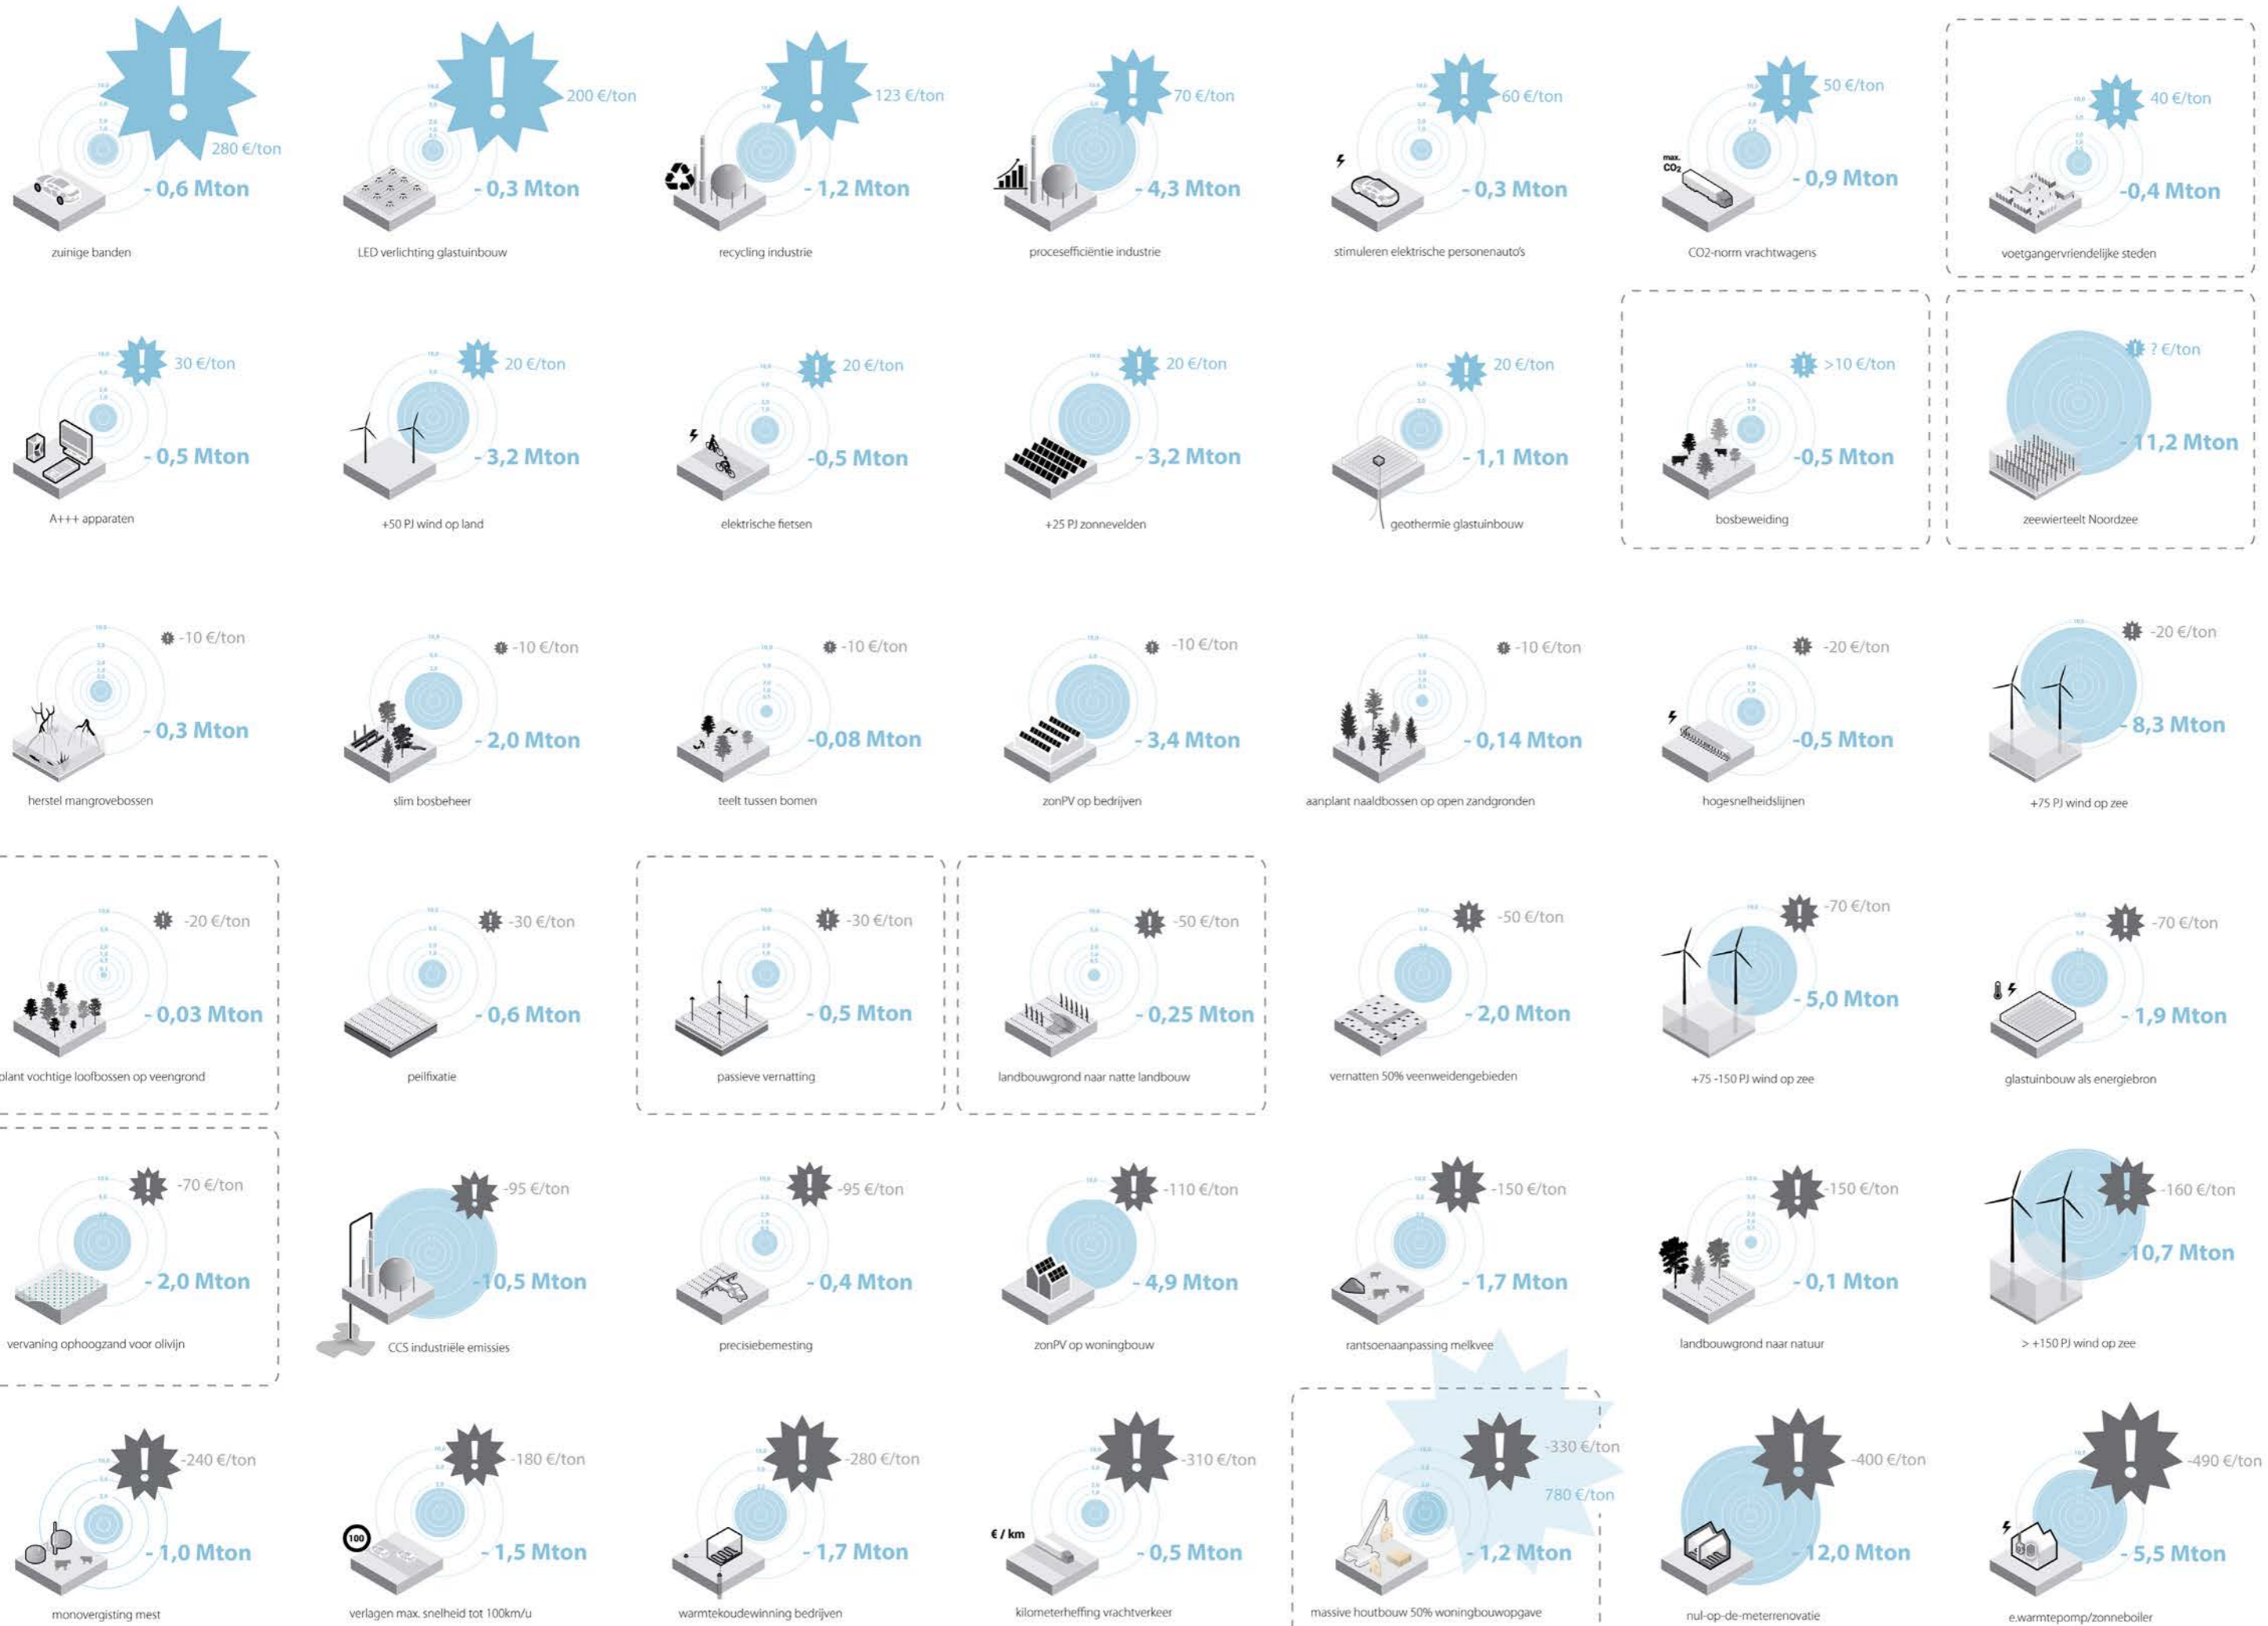 280 €/ton
- 0,6 Mton
zuinige banden
200 €/ton
- 0,3 Mton
LED verlichting glastuinbouw
123 €/ton
- 1,2 Mton
recycling industrie
70 €/ton
- 4,3 Mton
procesefficiëntie industrie
60 €/ton
- 0,3 Mton
stimuleren elektrische personenauto's
50 €/ton
max.
CO2
- 0,9 Mton
CO2-norm vrachtwagens
40 €/ton
-0,4 Mton
voetgangervriendelijke steden
30 €/ton
- 0,5 Mton
A+++ apparaten
20 €/ton
- 3,2 Mton
+50 PJ wind op land
20 €/ton
-0,5 Mton
elektrische fietsen
20 €/ton
- 3,2 Mton
+25 PJ zonnevelden
20 €/ton
- 1,1 Mton
geothermie glastuinbouw
>10 €/ton
-0,5 Mton
bosbeweiding
? €/ton
- 11,2 Mton
zeewierteelt Noordzee
-10 €/ton
- 0,3 Mton
herstel mangrovebossen
-10 €/ton
- 2,0 Mton
slim bosbeheer
-10 €/ton
-0,08 Mton
teelt tussen bomen
-10 €/ton
- 3,4 Mton
zonPV op bedrijven
-10 €/ton
- 0,14 Mton
aanplant naaldbossen op open zandgronden
-20 €/ton
-0,5 Mton
hogesnelheidslijnen
-20 €/ton
- 8,3 Mton
+75 PJ wind op zee
-20 €/ton
- 0,03 Mton
plant vochtige loofbossen op veengrond
-30 €/ton
- 0,6 Mton
peilfixatie
-30 €/ton
- 0,5 Mton
passieve vernatting
-50 €/ton
- 0,25 Mton
landbouwgrond naar natte landbouw
-50 €/ton
- 2,0 Mton
vernatten 50% veenweidengebieden
-70 €/ton
- 5,0 Mton
+75 -150 PJ wind op zee
-70 €/ton
- 1,9 Mton
glastuinbouw als energiebron
-70 €/ton
- 2,0 Mton
vervaning ophoogzand voor olivijn
-95 €/ton
-10,5 Mton
CCS industriële emissies
-95 €/ton
- 0,4 Mton
precisiebemesting
-110 €/ton
- 4,9 Mton
zonPV op woningbouw
-150 €/ton
- 1,7 Mton
rantsoenaanpassing melkvee
-150 €/ton
- 0,1 Mton
landbouwgrond naar natuur
-160 €/ton
-10,7 Mton
> +150 PJ wind op zee
-240 €/ton
- 1,0 Mton
monovergisting mest
-180 €/ton
100
- 1,5 Mton
verlagen max. snelheid tot 100km/u
-280 €/ton
- 1,7 Mton
warmtekoudewinning bedrijven
-310 €/ton
€ / km
- 0,5 Mton
kilometerheffing vrachtverkeer
-330 €/ton
780 €/ton
- 1,2 Mton
massive houtbouw 50% woningbouwopgave
-400 €/ton
-12,0 Mton
nul-op-de-meterrenovatie
-490 €/ton
- 5,5 Mton
e.warmtepomp/zonneboiler